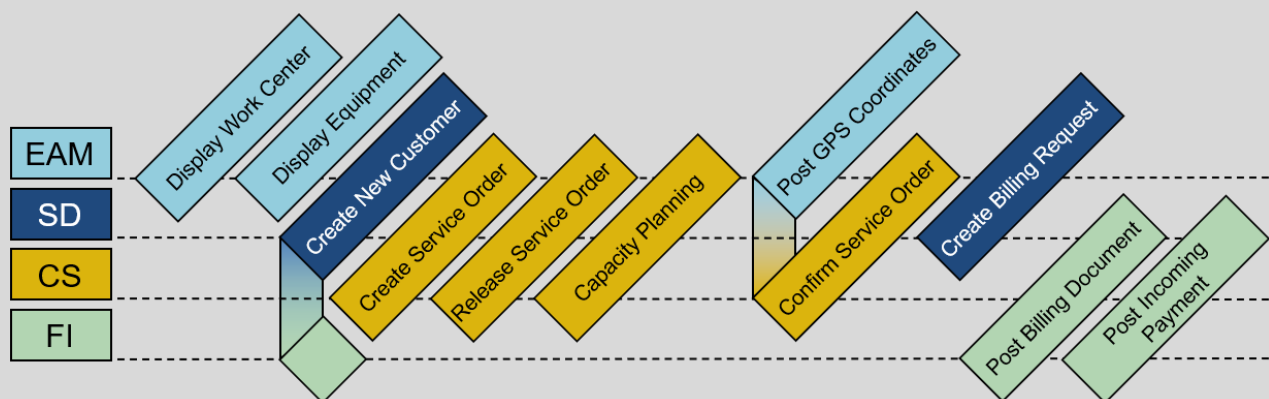 EAM
SD
CS
FI
Display Work Center
Display Equipment
Create New Customer
Create Service Order
Release Service Order
Capacity Planning
Post GPS Coordinates
Confirm Service Order
Create Billing Request
Post Billing Document
Post Incoming
Payment